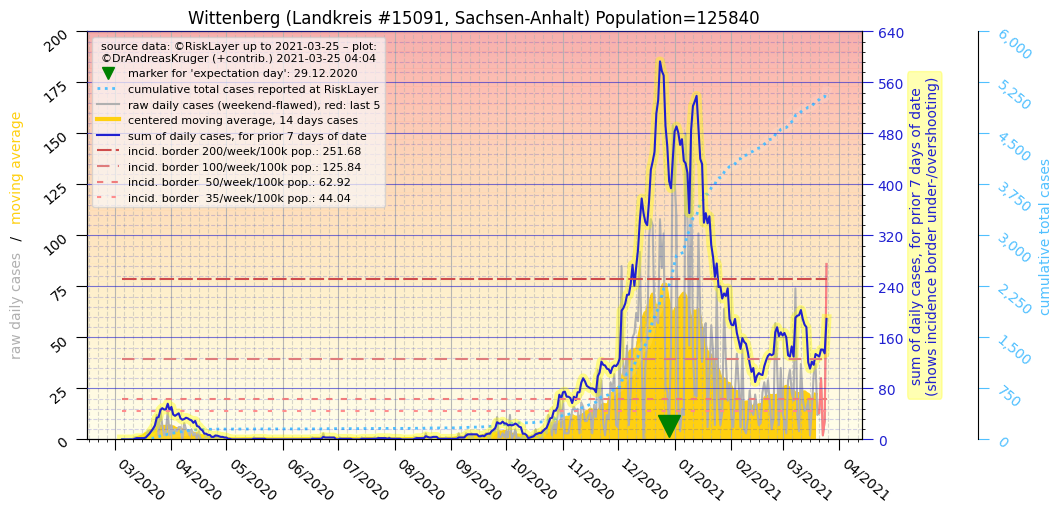 Wittenberg (Landkreis #15091, Sachsen-Anhalt) Population=125840
source data: ©RiskLayer up to 2021-03-25 – plot:
©DrAndreasKruger (+contrib.) 2021-03-25 04:04
marker for 'expectation day': 29.12.2020
cumulative total cases reported at RiskLayer
raw daily cases (weekend-flawed), red: last 5
centered moving average, 14 days cases
sum of daily cases, for prior 7 days of date
incid. border 200/week/100k pop.: 251.68
incid. border 100/week/100k pop.: 125.84
incid. border 50/week/100k pop.: 62.92
incid. border 35/week/100k pop.: 44.04
raw daily cases / moving average
200
175
150
125
100
75
50
25
0
640
560
480
400
320
240
160
80
0
sum of daily cases, for prior 7 days of date
(shows incidence border under-/overshooting)
6,000
5,250
4,500
3,750
3,000
2,250
1,500
750
0
cumulative total cases
03/2020
04/2020
05/2020
06/2020
07/2020
08/2020
09/2020
10/2020
11/2020
12/2020
01/2021
02/2021
03/2021
04/2021